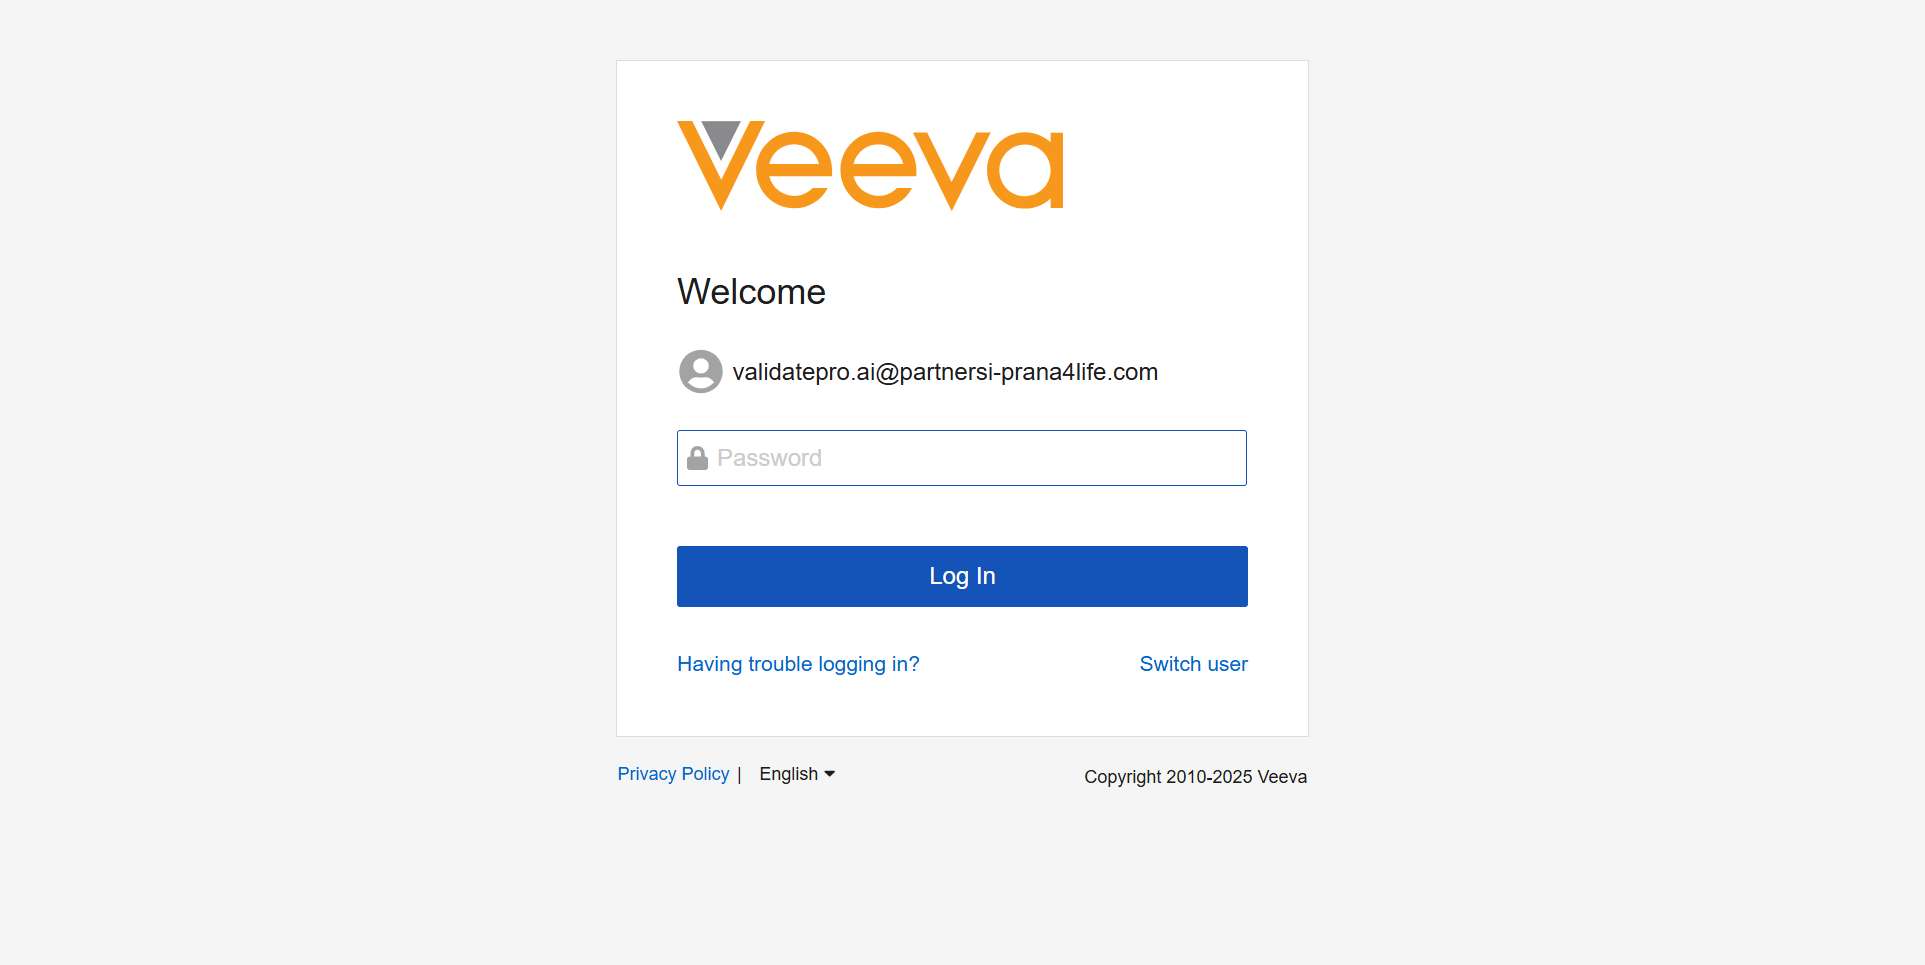 veeva
Welcome
validatepro.ai@partnersi-prana4life.com
Password
Log In
Having trouble logging in?
Switch user
Privacy Policy |
English
Copyright 2010-2025 Veeva